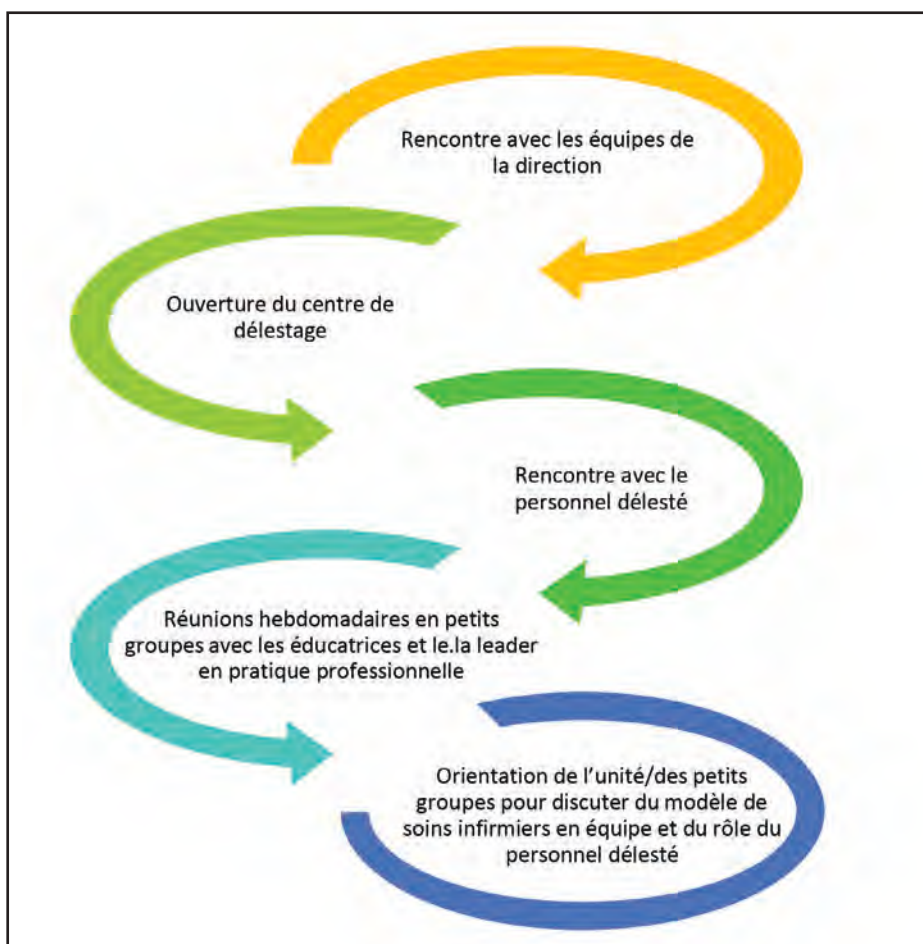 Rencontre avec les équipes de
la direction
Ouverture du centre de
délestage
Rencontre avec le
personnel délesté
Réunions hebdomadaires en petits
groupes avec les éducatrices et le.la leader
en pratique professionnelle
Orientation de l’unité/des petits
groupes pour discuter du modèle de
soins infirmiers en équipe et du rôle du
personnel délesté